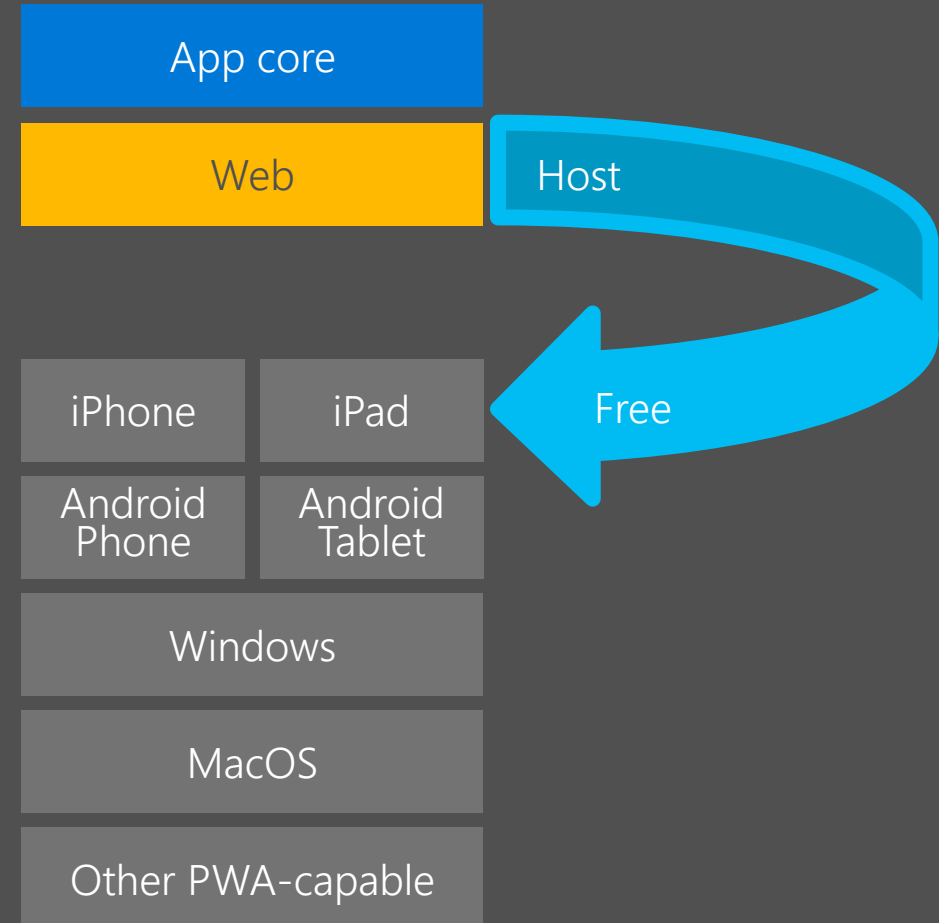 App core
Web
Host
iPhone
iPad
Free
Android
Phone
Android
Tablet
Windows
MacOS
Other PWA-capable